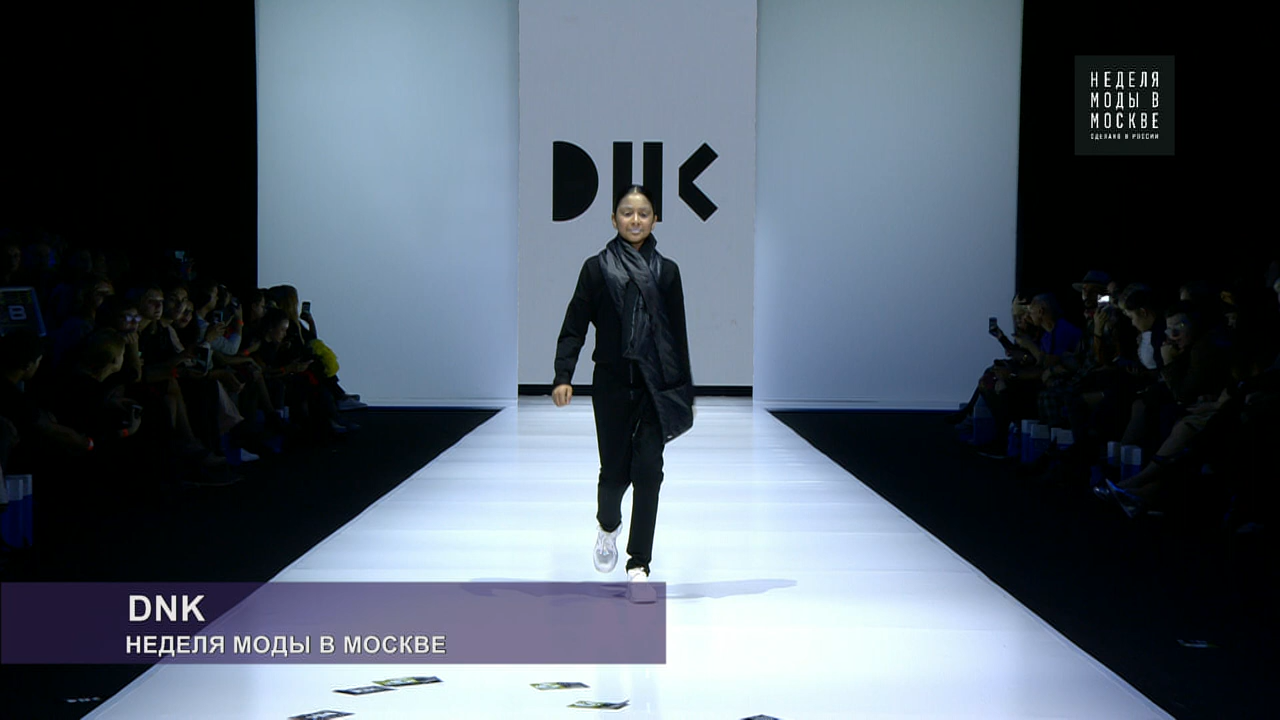 НЕДЕЛЯ
МОДЫ В
МОСКВЕ
СДЕЛАНО В РОССИИ
DNK
B
DNK
НЕДЕЛЯ МОДЫ В МОСКВЕ